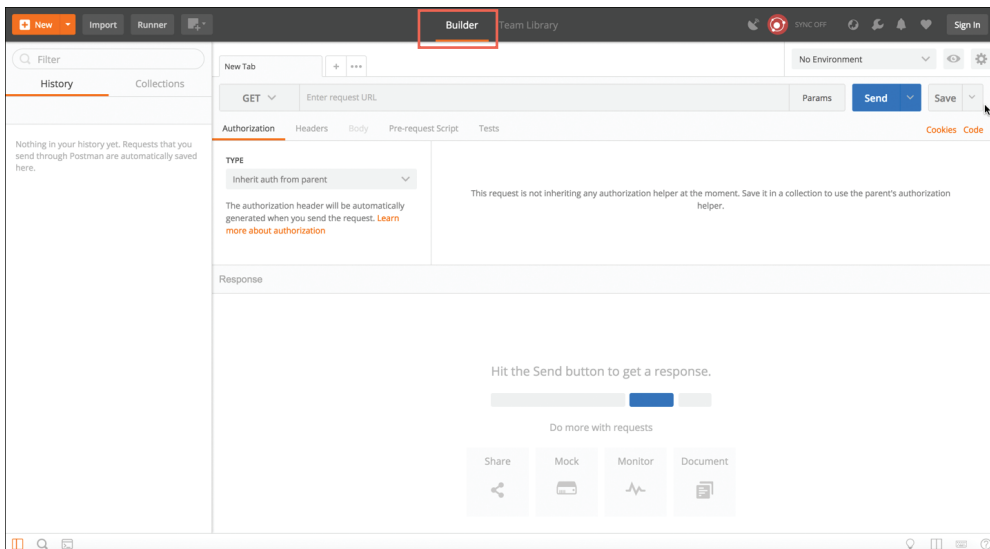 New
Import
Runner
Builder
Team Library
SYNC OFF
Sign In
Filter
History
Collections
Nothing in your history yet. Requests that you
send through Postman are automatically saved
here.
New Tab
No Environment
GET
Enter request URL
Params
Send
Save
Authorization
Headers
Body
Pre-request Script
Tests
Cookies
Code
TYPE
Inherit auth from parent
The authorization header will be automatically
generated when you send the request. Learn
more about authorization
This request is not inheriting any authorization helper at the moment. Save it in a collection to use the parent's authorization
helper.
Response
Hit the Send button to get a response.
Do more with requests
Share
Mock
Monitor
Document